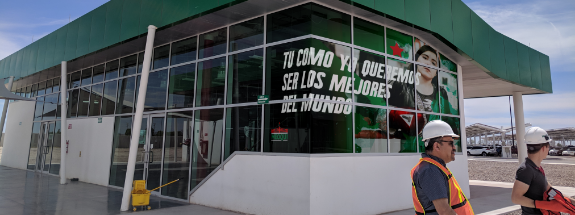 TU COMO YO QUEREMOS
SER LOS MEJORES
DEL MUNDO